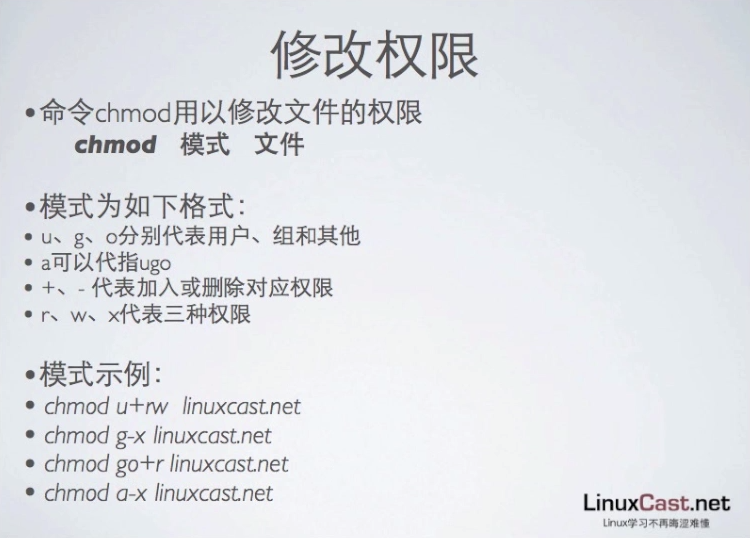 修改权限
•命令chmod用以修改文件的权限
chmod 模式 文件
•模式为如下格式：
• u、g、o分别代表用户、组和其他
• a可以代指ugo
• +、- 代表加入或删除对应权限
• r、w、x代表三种权限
•模式示例：
• chmod u+rw linuxcast.net
• chmod g-x linuxcast.net
• chmod go+r linuxcast.net
• chmod a-x linuxcast.net
LinuxCast.net
Linux学习不再晦涩难懂